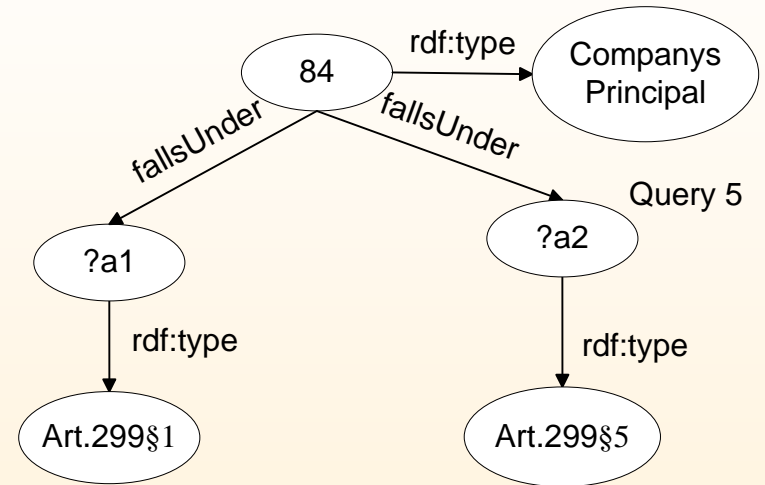 84
rdf:type
Companys
Principal
fallsUnder
fallsUnder
Query 5
?a1
?a2
rdf:type
rdf:type
Art.299§1
Art.299§5